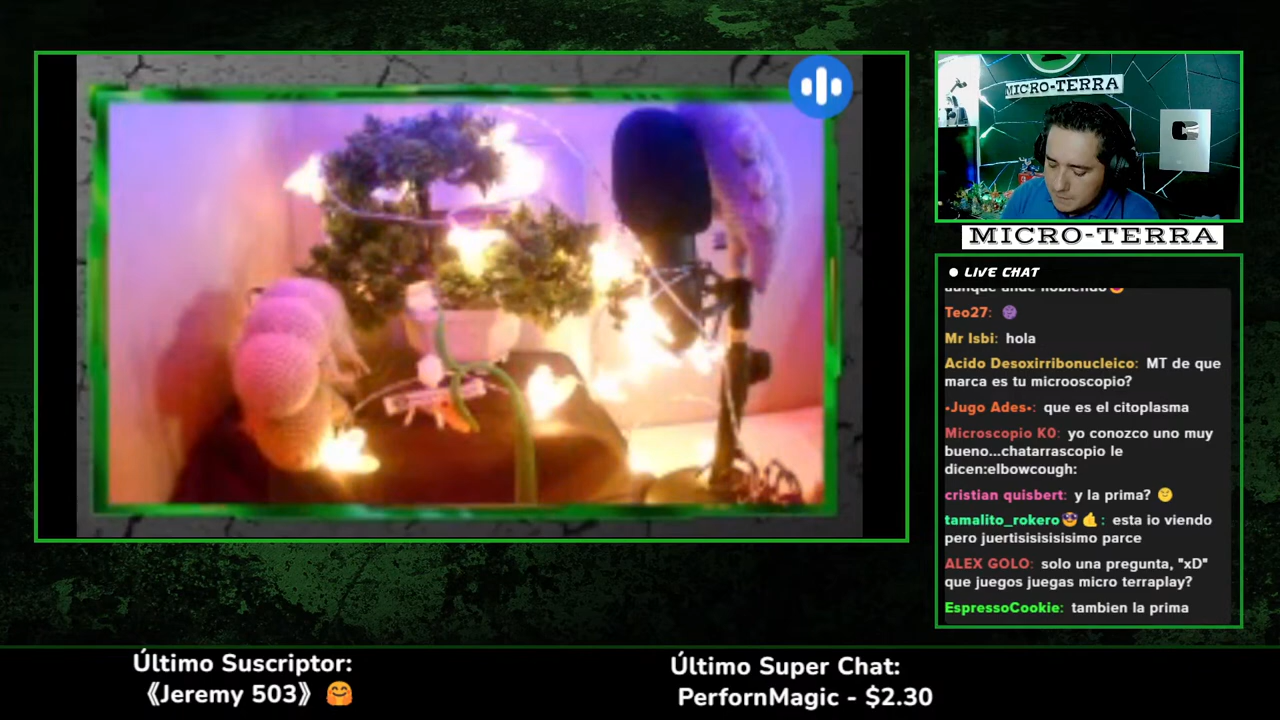 MICRO-TERRA
MICRO-TERRA
LIVE CHAT
Teo27:
Mr Isbi: hola
Acido Desoxirribonucleico: MT de que
marca es tu microoscopio?
•Jugo Ades•: que es el citoplasma
Microscopio K0: yo conozco uno muy
bueno...chatarrascopio le
dicen:elbowcough:
cristian quisbert: y la prima? 🤨
tamalito_rokero😎🤙: esta io viendo
pero juertisisisisisimo parce
ALEX GOLO: solo una pregunta, "xD"
que juegos juegas micro terraplay?
EspressoCookie: tambien la prima
Último Suscriptor:
《Jeremy 503》 🤗
Último Super Chat:
PerfornMagic - $2.30